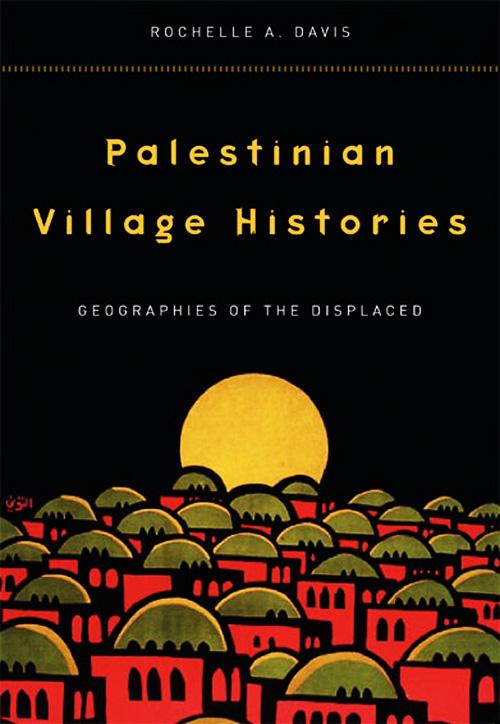 ROCHELLE A. DAVIS
Palestinian
Village Histories
GEOGRAPHIES OF THE DISPLACED